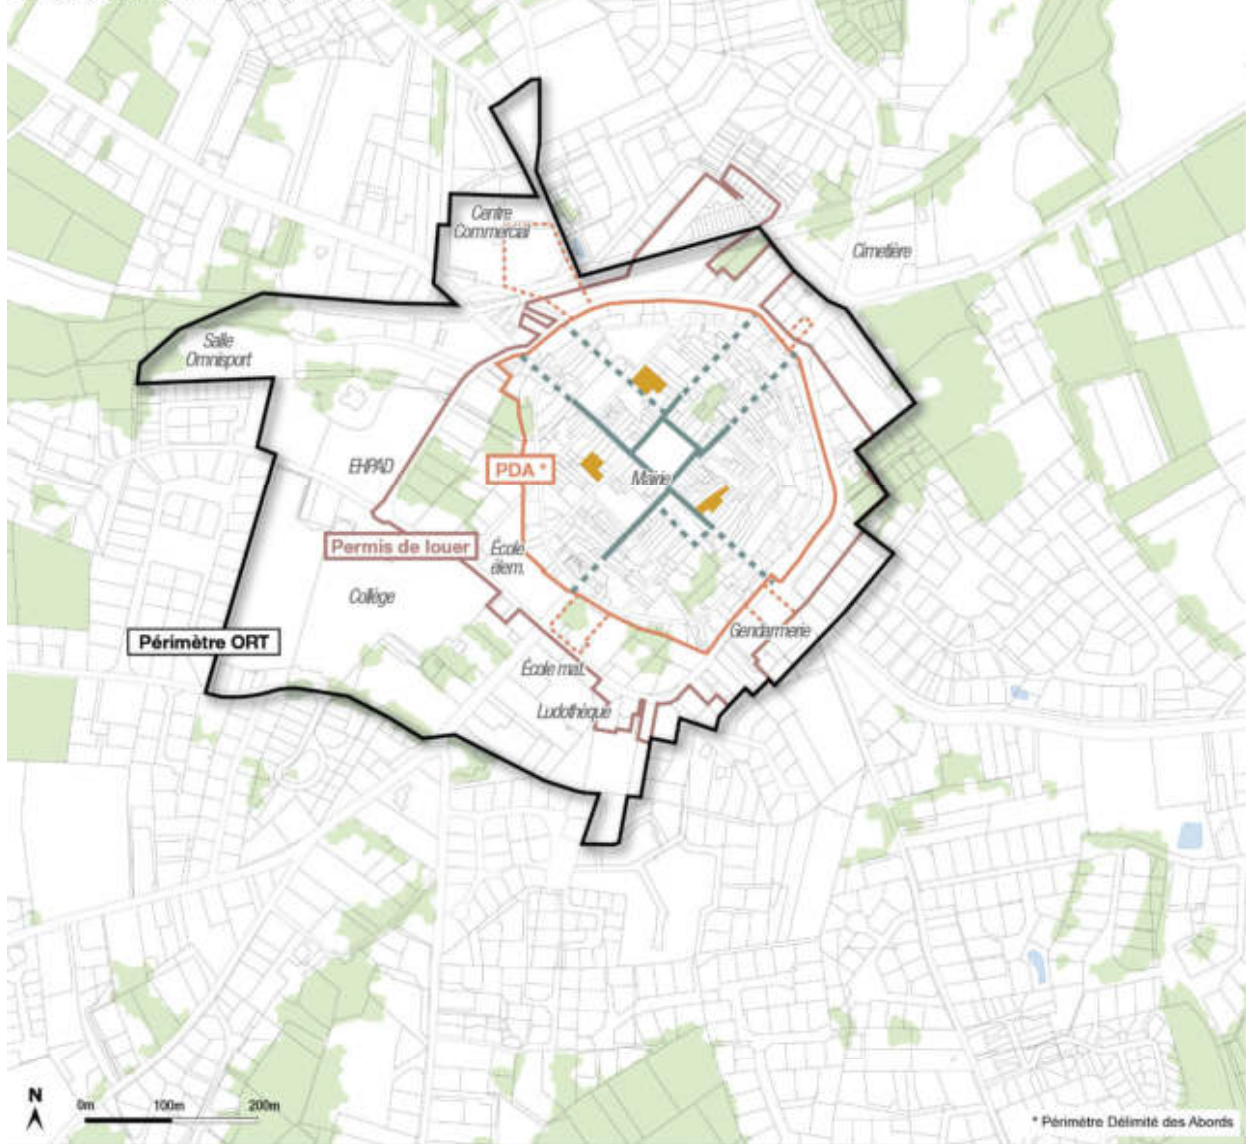 Centre
Commercial
Cimetière
Salle
Omnisport
EHPAD
PDA *
Mairie
Permis de louer
École
élem.
Collège
Périmètre ORT
Gendarmerie
École mat.
Ludothèque
N
0m 100m 200m
* Périmètre Délimité des Abords